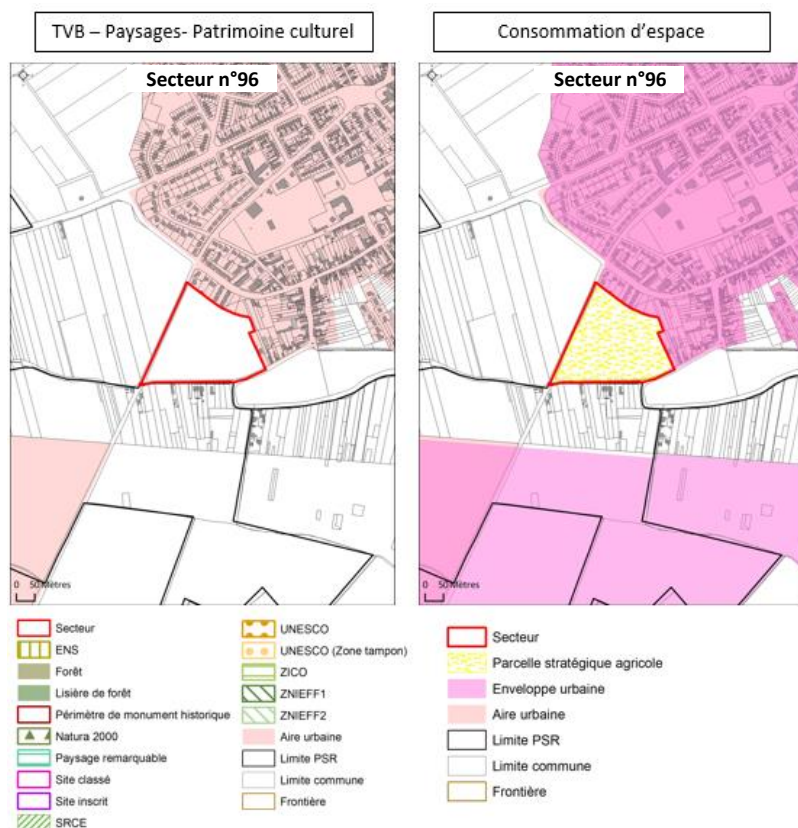 TVB – Paysages- Patrimoine culturel
Consommation d'espace
Secteur n°96
Secteur n°96
0 50 Mètres
0 50 Mètres
Secteur
ENS
Forêt
Lisière de forêt
Périmètre de monument historique
Natura 2000
Paysage remarquable
Site classé
Site inscrit
SRCE
UNESCO
UNESCO (Zone tampon)
ZICO
ZNIEFF1
ZNIEFF2
Aire urbaine
Limite PSR
Limite commune
Frontière
Secteur
Parcelle stratégique agricole
Enveloppe urbaine
Aire urbaine
Limite PSR
Limite commune
Frontière